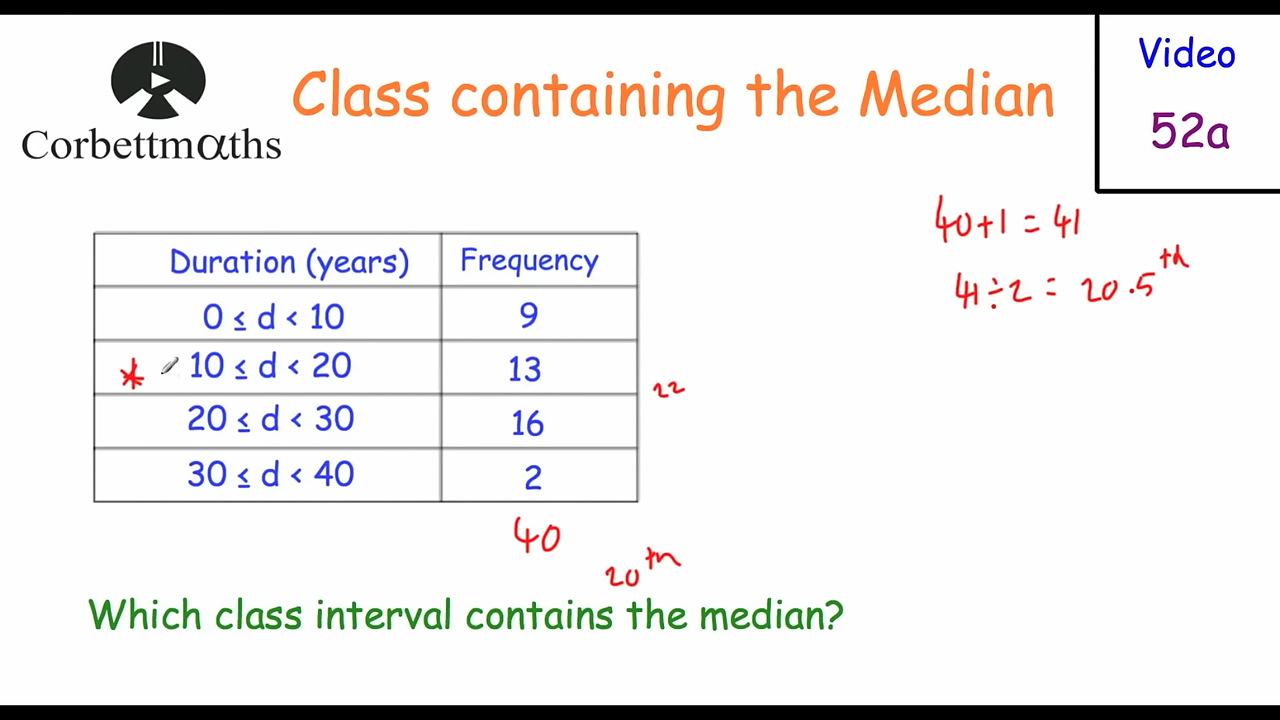 Class containing the Median
Video
52a
Corbettmαths
40+1 = 41
41÷2 = 20.5th
Duration (years) Frequency
0 ≤ d < 10 9
* 10 ≤ d < 20 13
22
20 ≤ d < 30 16
30 ≤ d < 40 2
40
20th
Which class interval contains the median?